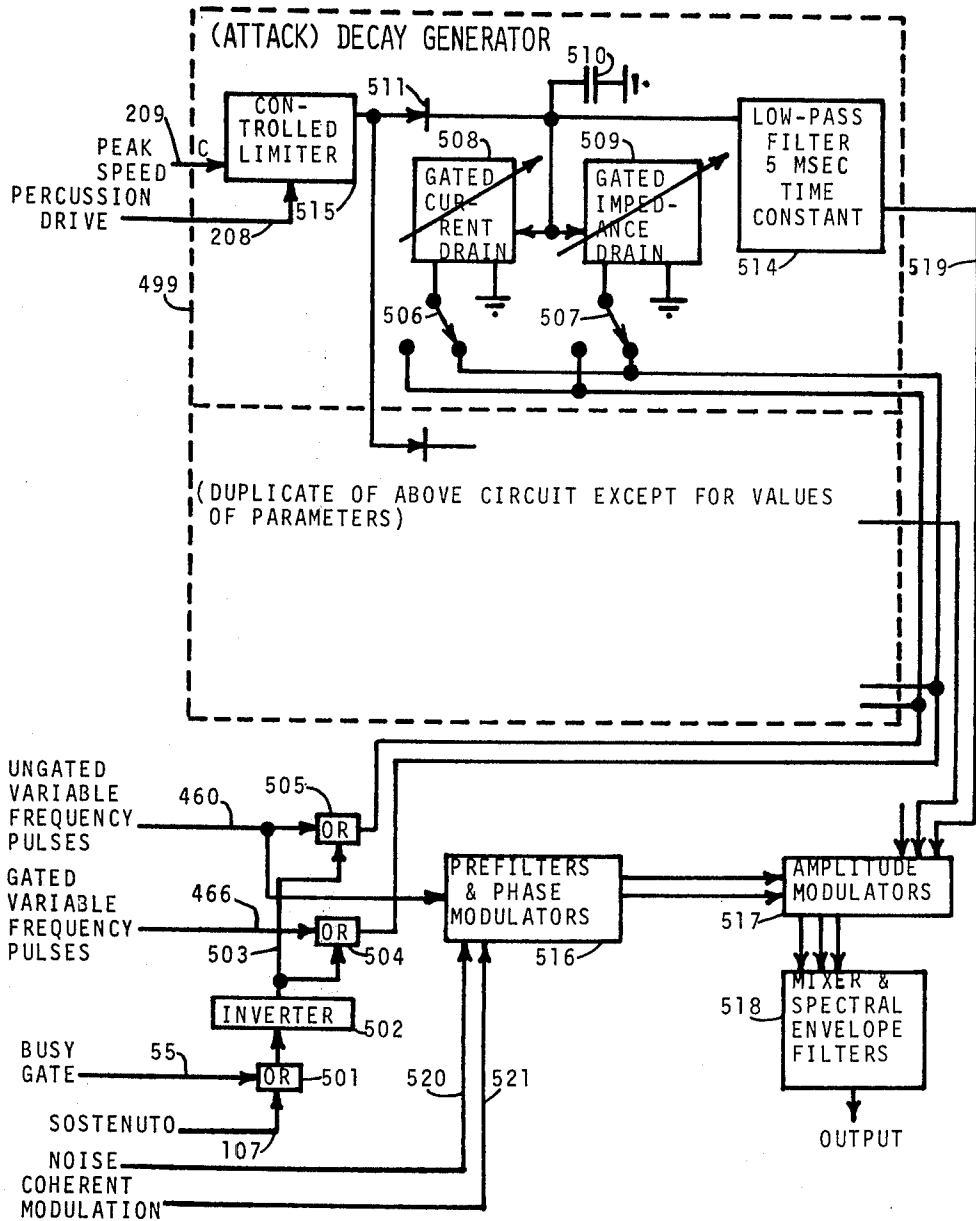 (ATTACK) DECAY GENERATOR
510
511
209
PEAK
SPEED
C
CON-
TROLLED
LIMITER
508
GATED
CUR-
RENT
DRAIN
509
GATED
IMPED-
ANCE
DRAIN
LOW-PASS
FILTER
5 MSEC
TIME
CONSTANT
PERCUSSION
DRIVE
208
515
514
519
499
506
507
(DUPLICATE OF ABOVE CIRCUIT EXCEPT FOR VALUES
OF PARAMETERS)
UNGATED
VARIABLE
FREQUENCY
PULSES
460
505
OR
GATED
VARIABLE
FREQUENCY
PULSES
466
503
OR
504
PREFILTERS
& PHASE
MODULATORS
516
AMPLITUDE
MODULATORS
517
INVERTER
502
518
MIXER &
SPECTRAL
ENVELOPE
FILTERS
BUSY
GATE
55
OR
501
520
521
SOSTENUTO
107
OUTPUT
NOISE
COHERENT
MODULATION